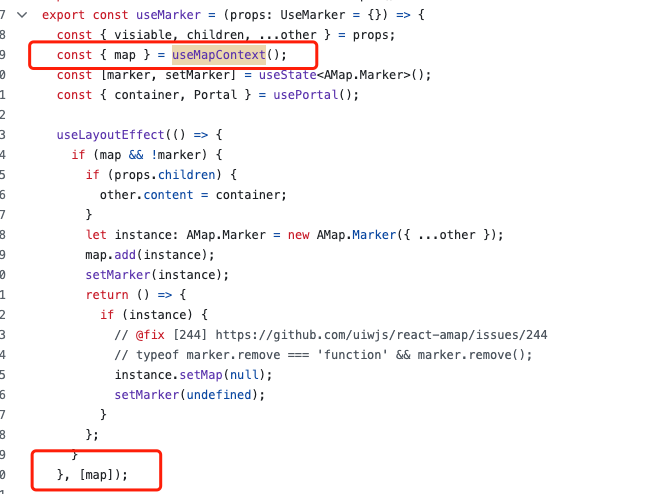 7 export const useMarker = (props: UseMarker = {}) => {
8 const { visiable, children, ...other } = props;
9 const { map } = useMapContext();
0 const [marker, setMarker] = useState<AMap.Marker>();
1 const { container, Portal } = usePortal();
2
3 useLayoutEffect(() => {
4 if (map && !marker) {
5 if (props.children) {
6 other.content = container;
7 }
8 let instance: AMap.Marker = new AMap.Marker({ ...other });
9 map.add(instance);
0 setMarker(instance);
1 return () => {
2 if (instance) {
3 // @fix [244] https://github.com/uiwjs/react-amap/issues/244
4 // typeof marker.remove === 'function' && marker.remove();
5 instance.setMap(null);
6 setMarker(undefined);
7 }
8 };
9 }
0 }, [map]);